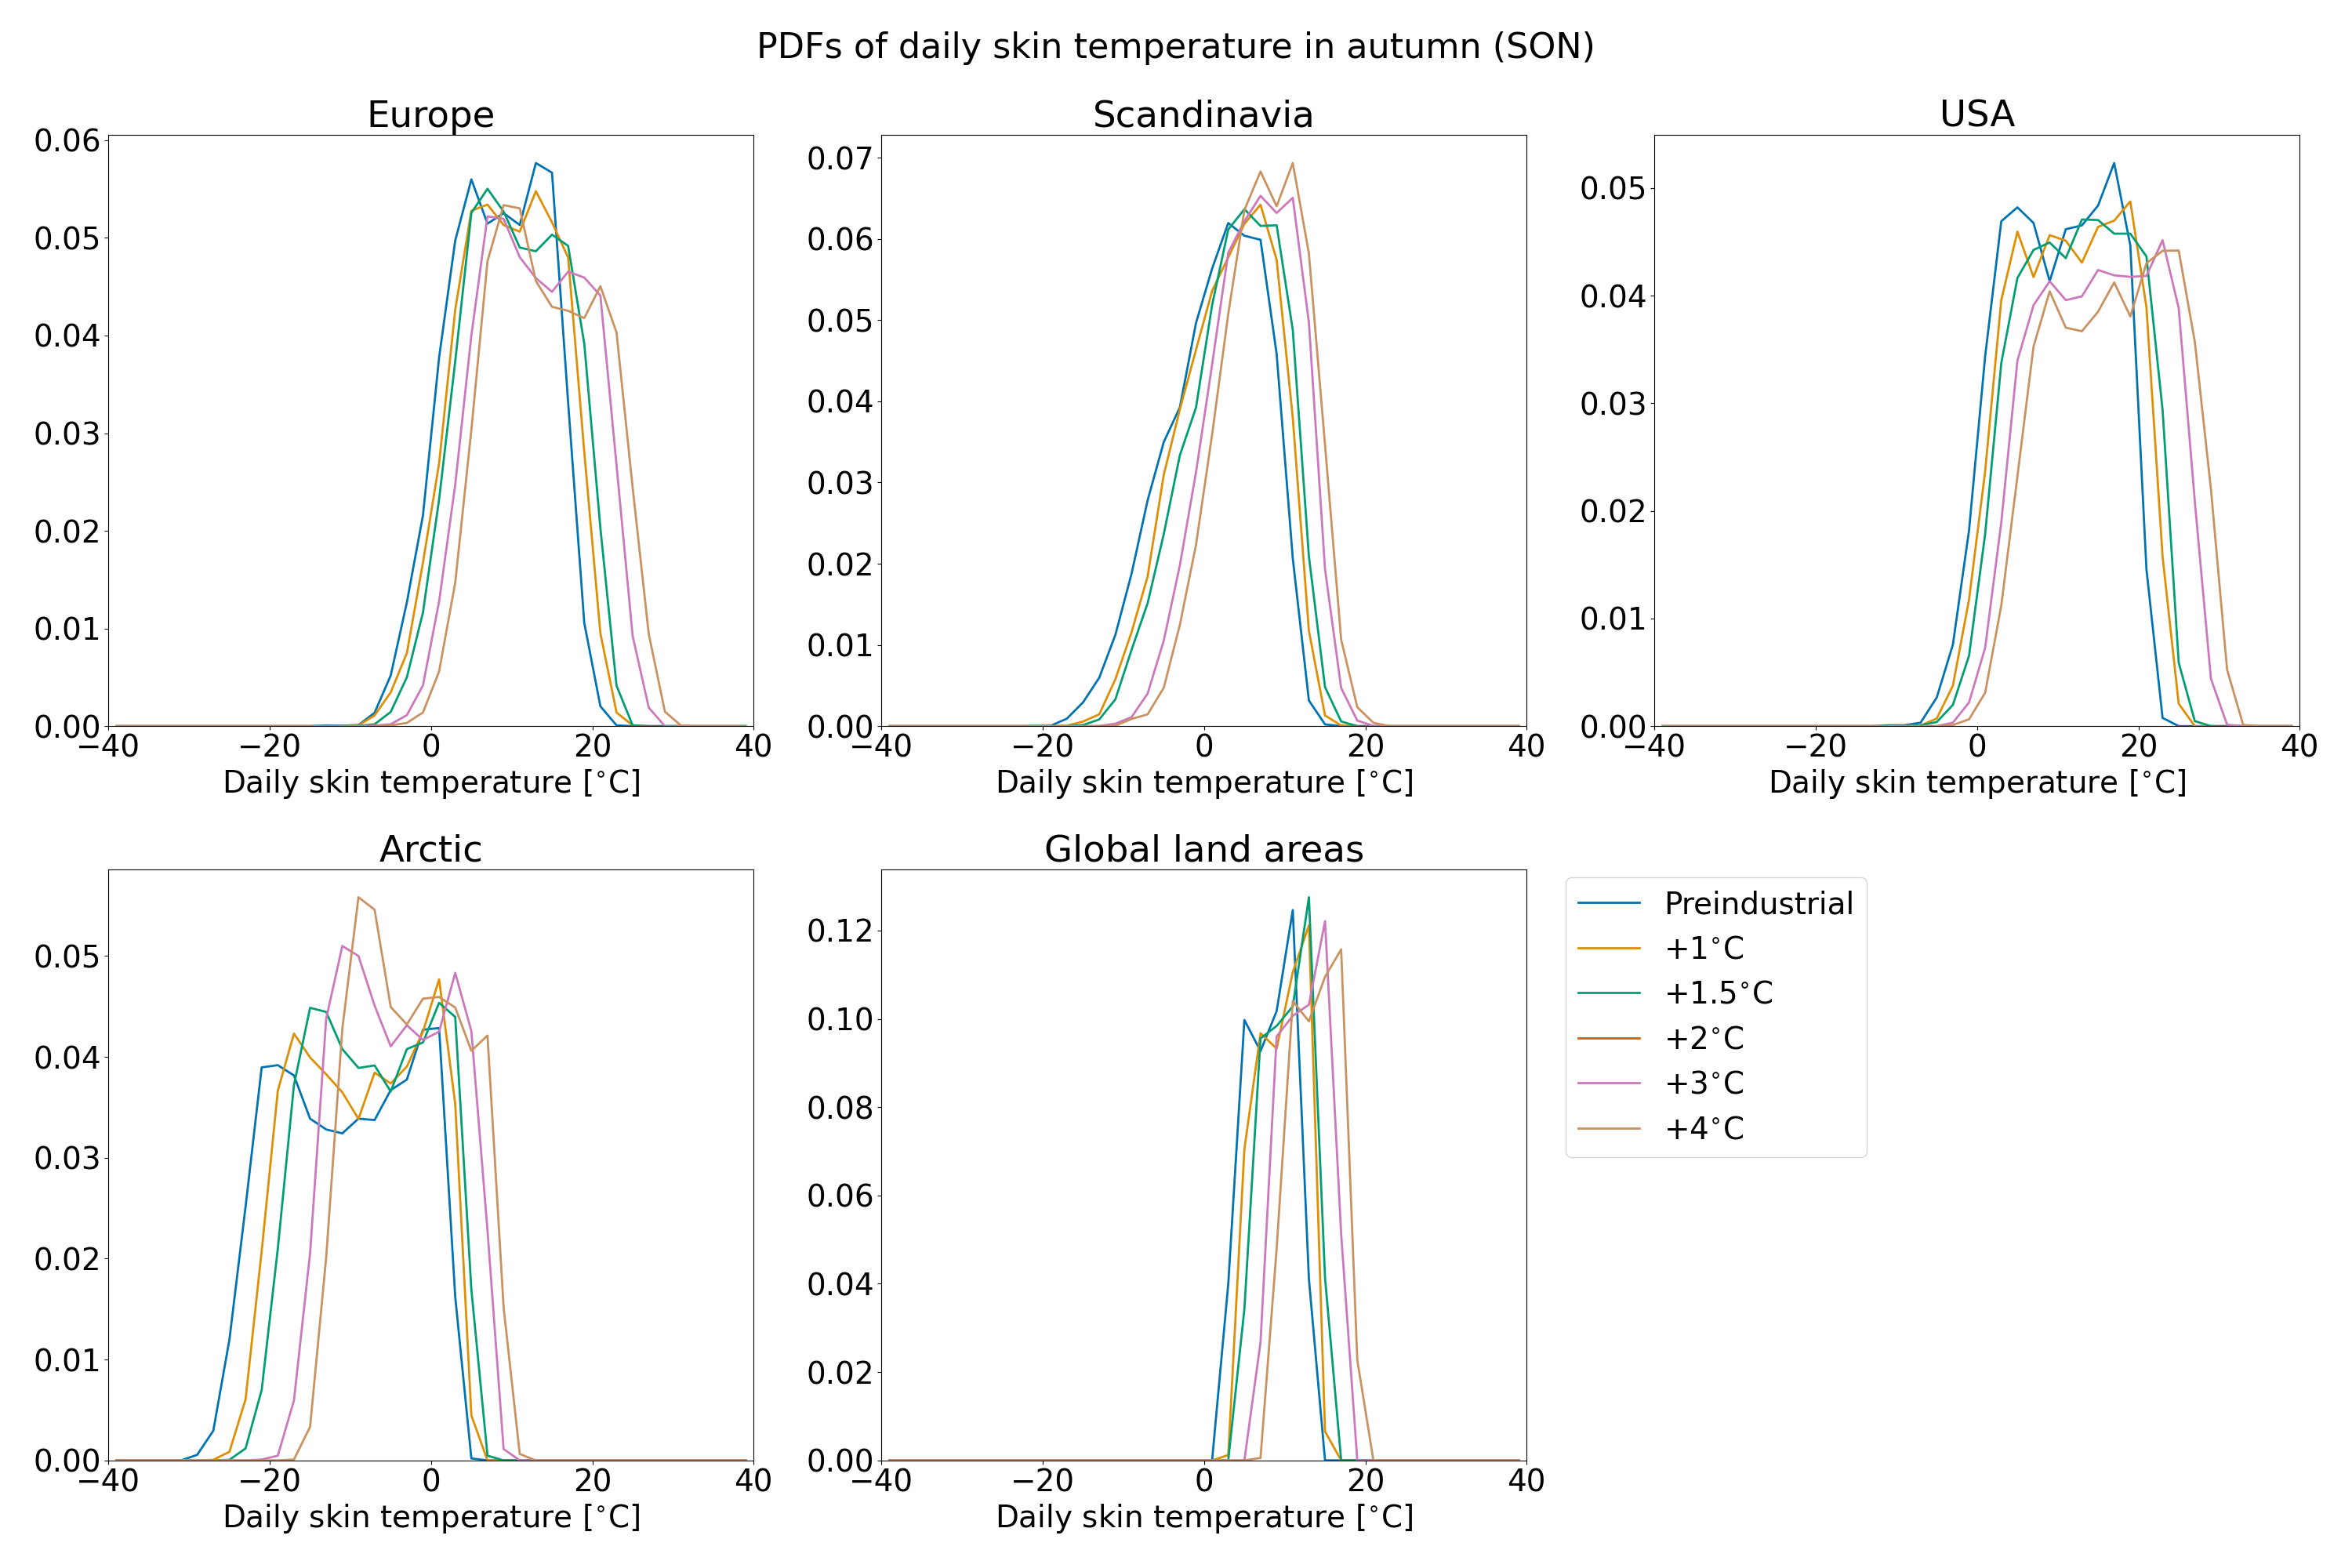 PDFs of daily skin temperature in autumn (SON)
Europe
0.06
0.05
0.04
0.03
0.02
0.01
0.00
−40 −20 0 20 40
Daily skin temperature [°C]
Scandinavia
0.07
0.06
0.05
0.04
0.03
0.02
0.01
0.00
−40 −20 0 20 40
Daily skin temperature [°C]
USA
0.05
0.04
0.03
0.02
0.01
0.00
−40 −20 0 20 40
Daily skin temperature [°C]
Arctic
0.05
0.04
0.03
0.02
0.01
0.00
−40 −20 0 20 40
Daily skin temperature [°C]
Global land areas
0.12
0.10
0.08
0.06
0.04
0.02
0.00
−40 −20 0 20 40
Daily skin temperature [°C]
Preindustrial
+1°C
+1.5°C
+2°C
+3°C
+4°C